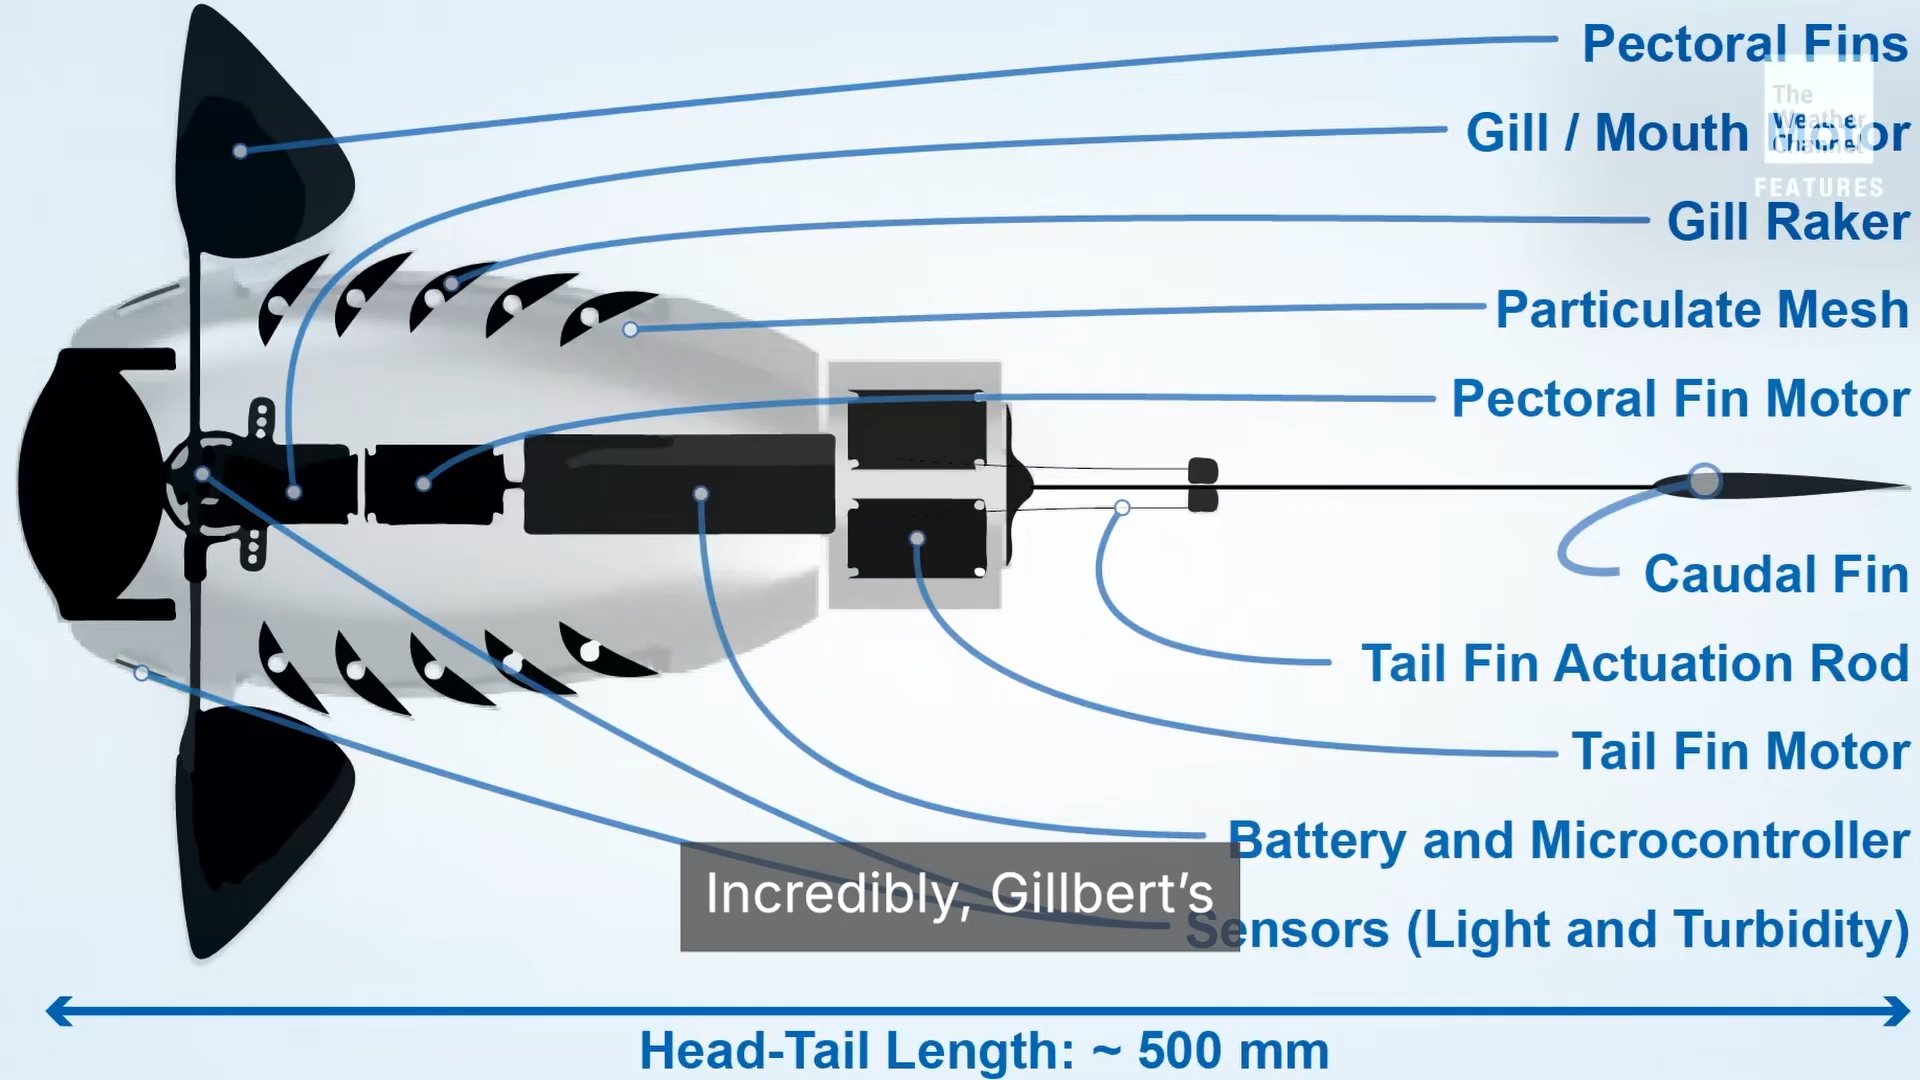 Pectoral Fins
The
Weather
Channel
Gill / Mouth Motor
FEATURES
Gill Raker
Particulate Mesh
Pectoral Fin Motor
Caudal Fin
Tail Fin Actuation Rod
Tail Fin Motor
Battery and Microcontroller
Incredibly, Gillbert’s
Sensors (Light and Turbidity)
Head-Tail Length: ~ 500 mm